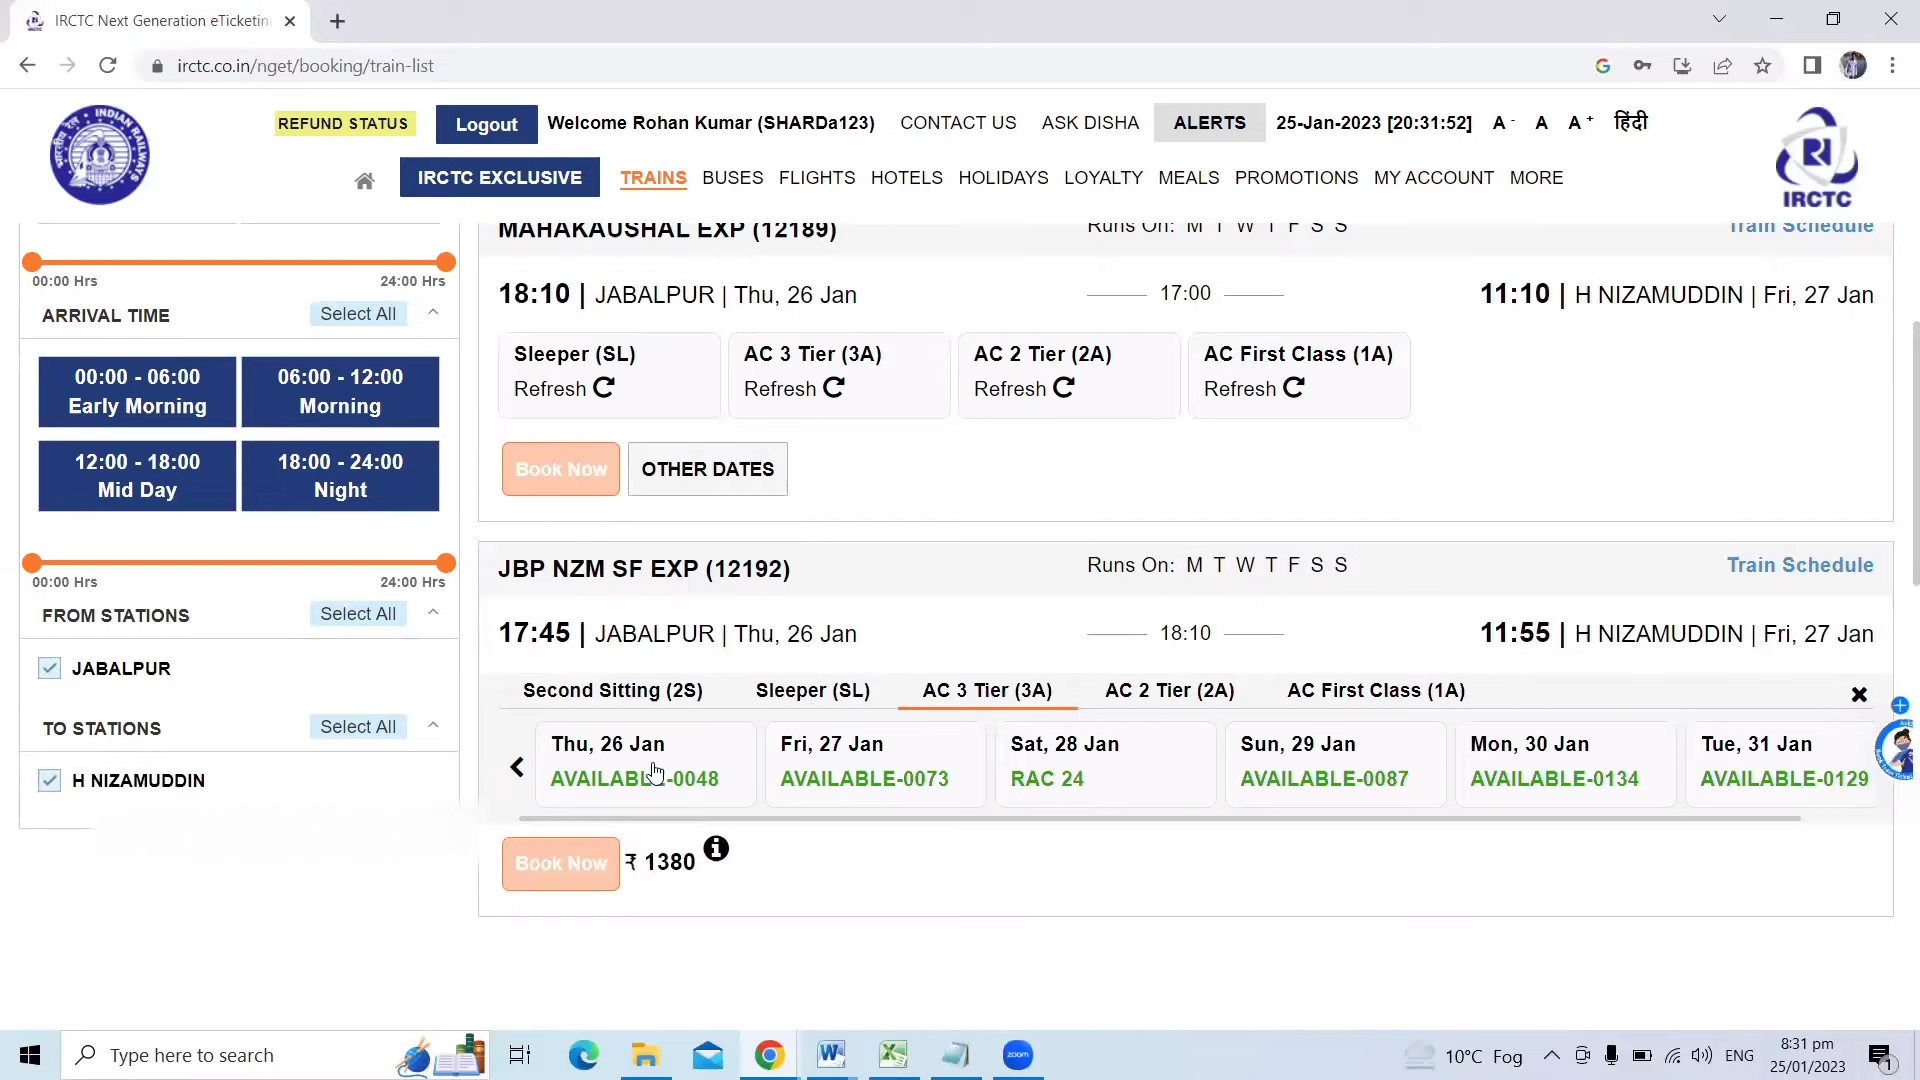 IRCTC Next Generation eTicketin
irctc.co.in/nget/booking/train-list
INDIAN RAILWAYS
भारतीय रेल
REFUND STATUS
Logout
Welcome Rohan Kumar (SHARDa123)
CONTACT US
ASK DISHA
ALERTS
25-Jan-2023 [20:31:52]
A-
A
A+
हिंदी
IRCTC
IRCTC EXCLUSIVE
TRAINS
BUSES
FLIGHTS
HOTELS
HOLIDAYS
LOYALTY
MEALS
PROMOTIONS
MY ACCOUNT
MORE
00:00 Hrs
24:00 Hrs
ARRIVAL TIME
Select All
00:00 - 06:00
Early Morning
06:00 - 12:00
Morning
12:00 - 18:00
Mid Day
18:00 - 24:00
Night
00:00 Hrs
24:00 Hrs
FROM STATIONS
Select All
JABALPUR
TO STATIONS
Select All
H NIZAMUDDIN
MAHAKAUSHAL EXP (12189)
Runs On: M T W T F S S
Train Schedule
18:10 | JABALPUR | Thu, 26 Jan
17:00
11:10 | H NIZAMUDDIN | Fri, 27 Jan
Sleeper (SL)
Refresh
AC 3 Tier (3A)
Refresh
AC 2 Tier (2A)
Refresh
AC First Class (1A)
Refresh
Book Now
OTHER DATES
JBP NZM SF EXP (12192)
Runs On: M T W T F S S
Train Schedule
17:45 | JABALPUR | Thu, 26 Jan
18:10
11:55 | H NIZAMUDDIN | Fri, 27 Jan
Second Sitting (2S)
Sleeper (SL)
AC 3 Tier (3A)
AC 2 Tier (2A)
AC First Class (1A)
Thu, 26 Jan
AVAILABLE-0048
Fri, 27 Jan
AVAILABLE-0073
Sat, 28 Jan
RAC 24
Sun, 29 Jan
AVAILABLE-0087
Mon, 30 Jan
AVAILABLE-0134
Tue, 31 Jan
AVAILABLE-0129
Book Now
₹ 1380
Type here to search
zoom
10°C Fog
ENG
8:31 pm
25/01/2023
1